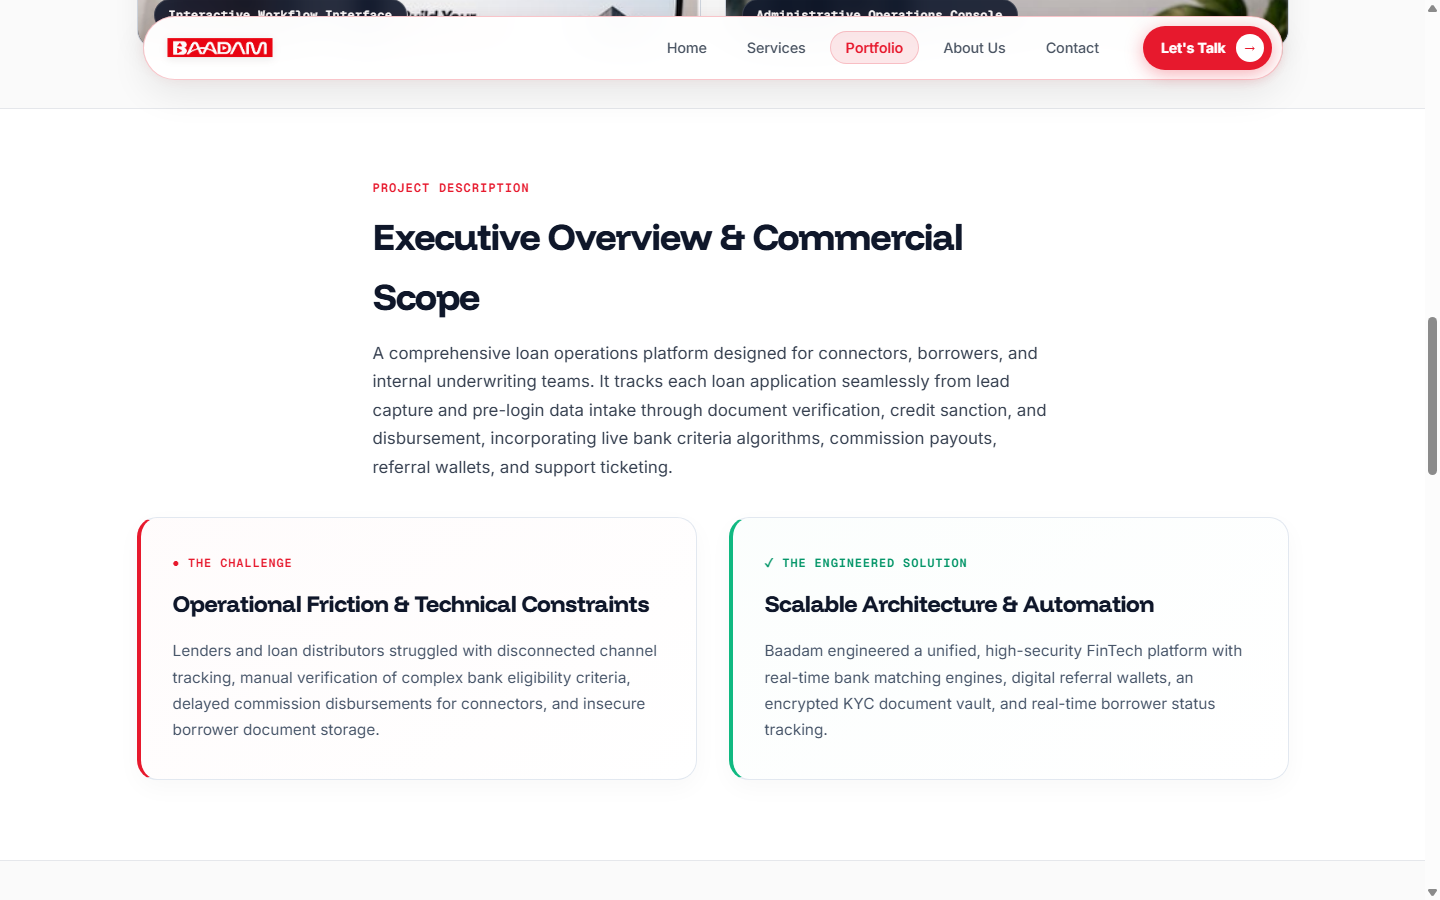 Interactive Workflow Interface
Build Your
Administrative Operations Console
BAADAM
Home
Services
Portfolio
About Us
Contact
Let's Talk →
PROJECT DESCRIPTION
Executive Overview & Commercial
Scope
A comprehensive loan operations platform designed for connectors, borrowers, and
internal underwriting teams. It tracks each loan application seamlessly from lead
capture and pre-login data intake through document verification, credit sanction, and
disbursement, incorporating live bank criteria algorithms, commission payouts,
referral wallets, and support ticketing.
● THE CHALLENGE
Operational Friction & Technical Constraints
Lenders and loan distributors struggled with disconnected channel
tracking, manual verification of complex bank eligibility criteria,
delayed commission disbursements for connectors, and insecure
borrower document storage.
✓ THE ENGINEERED SOLUTION
Scalable Architecture & Automation
Baadam engineered a unified, high-security FinTech platform with
real-time bank matching engines, digital referral wallets, an
encrypted KYC document vault, and real-time borrower status
tracking.